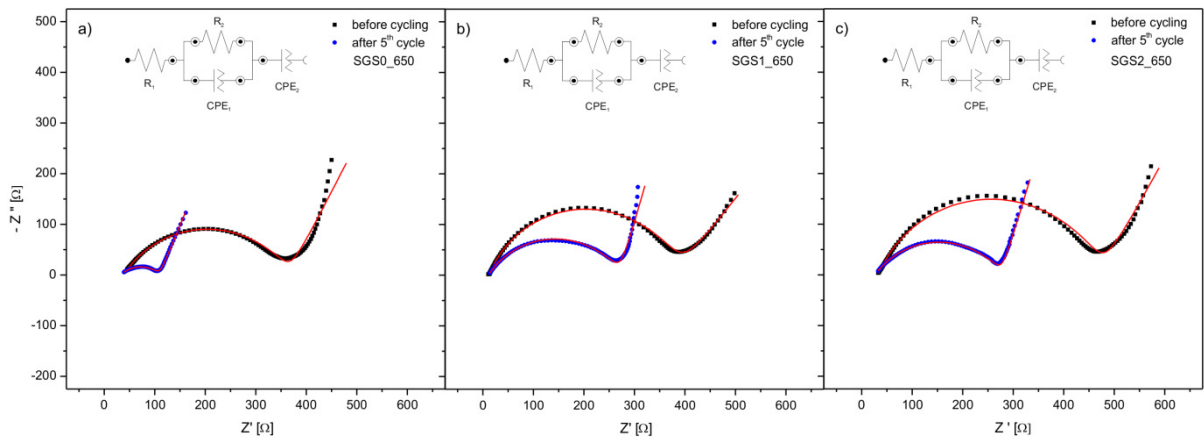 a)
before cycling
after 5th cycle
SGS0_650
R2
R1
CPE1
CPE2
b)
before cycling
after 5th cycle
SGS1_650
R2
R1
CPE1
CPE2
c)
before cycling
after 5th cycle
SGS2_650
R2
R1
CPE1
CPE2
- Z'' [Ω]
-500
400
300
200
100
0
-100
-200
0 100 200 300 400 500 600
0 100 200 300 400 500 600
0 100 200 300 400 500 600
Z' [Ω]
Z' [Ω]
Z ' [Ω]